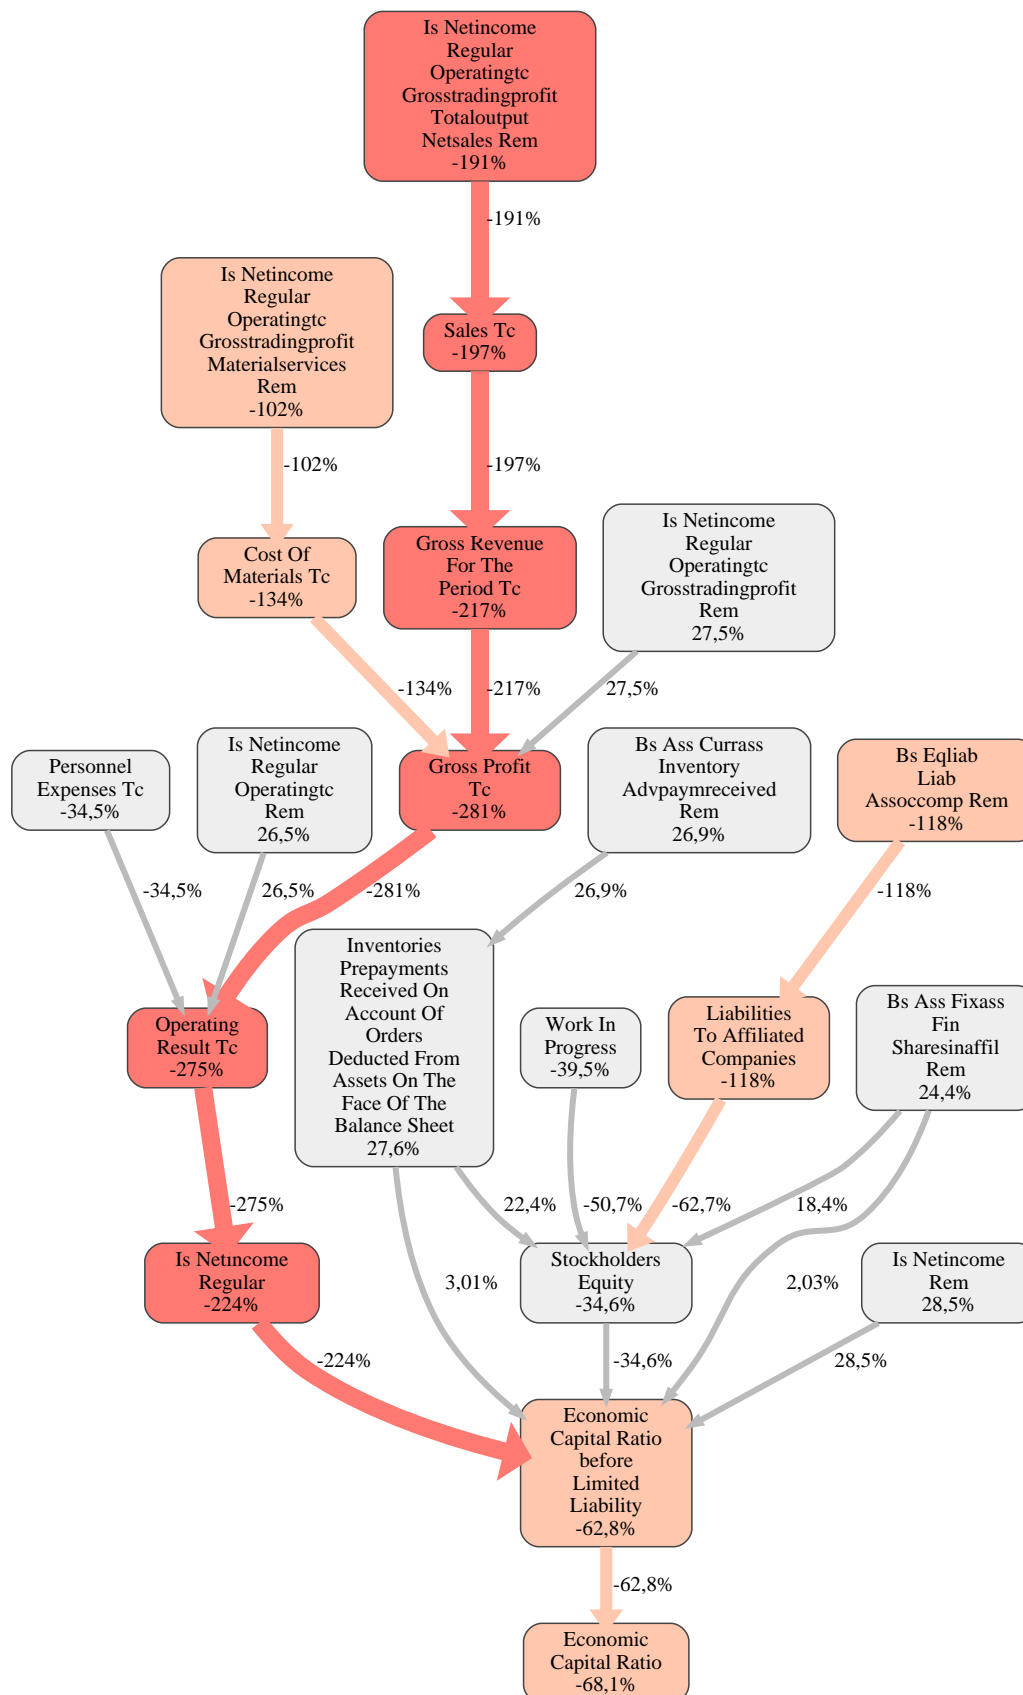 Is Netincome
Regular
Operatingtc
Grosstradingprofit
Totaloutput
Netsales Rem
-191%
-191%
Is Netincome
Regular
Operatingtc
Grosstradingprofit
Materialservices
Rem
-102%
Sales Tc
-197%
-102%
-197%
Is Netincome
Regular
Operatingtc
Grosstradingprofit
Rem
27,5%
Cost Of
Materials Tc
-134%
Gross Revenue
For The
Period Tc
-217%
-134%
-217%
27,5%
Personnel
Expenses Tc
-34,5%
Is Netincome
Regular
Operatingtc
Rem
26,5%
Gross Profit
Tc
-281%
Bs Ass Currass
Inventory
Advpaymreceived
Rem
26,9%
Bs Eqliab
Liab
Assoccomp Rem
-118%
-34,5%
26,5%
-281%
26,9%
-118%
Inventories
Prepayments
Received On
Account Of
Orders
Deducted From
Assets On The
Face Of The
Balance Sheet
27,6%
Operating
Result Tc
-275%
Work In
Progress
-39,5%
Liabilities
To Affiliated
Companies
-118%
Bs Ass Fixass
Fin
Sharesinaffil
Rem
24,4%
-275%
22,4%
-50,7%
-62,7%
18,4%
Is Netincome
Regular
-224%
3,01%
Stockholders
Equity
-34,6%
2,03%
Is Netincome
Rem
28,5%
-224%
-34,6%
28,5%
Economic
Capital Ratio
before
Limited
Liability
-62,8%
-62,8%
Economic
Capital Ratio
-68,1%